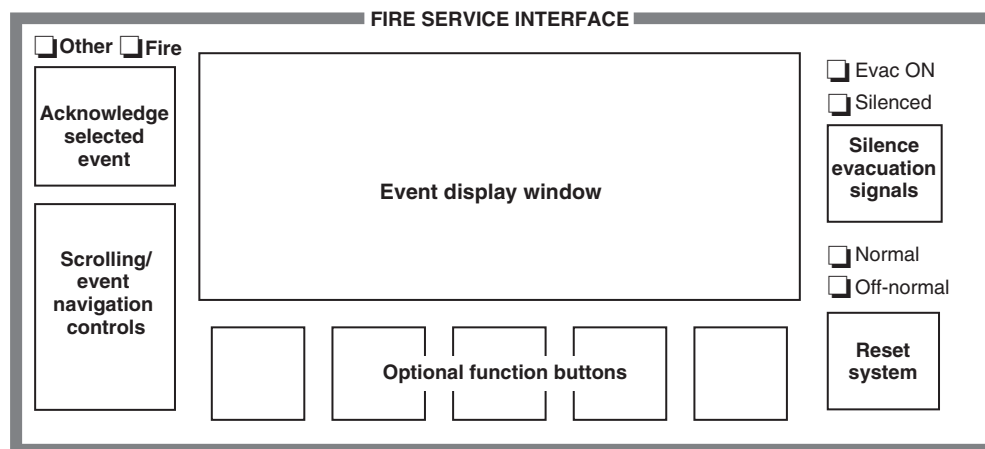 FIRE SERVICE INTERFACE
Other Fire
Acknowledge
selected
event
Scrolling/
event
navigation
controls
Event display window
Optional function buttons
Evac ON
Silenced
Silence
evacuation
signals
Normal
Off-normal
Reset
system